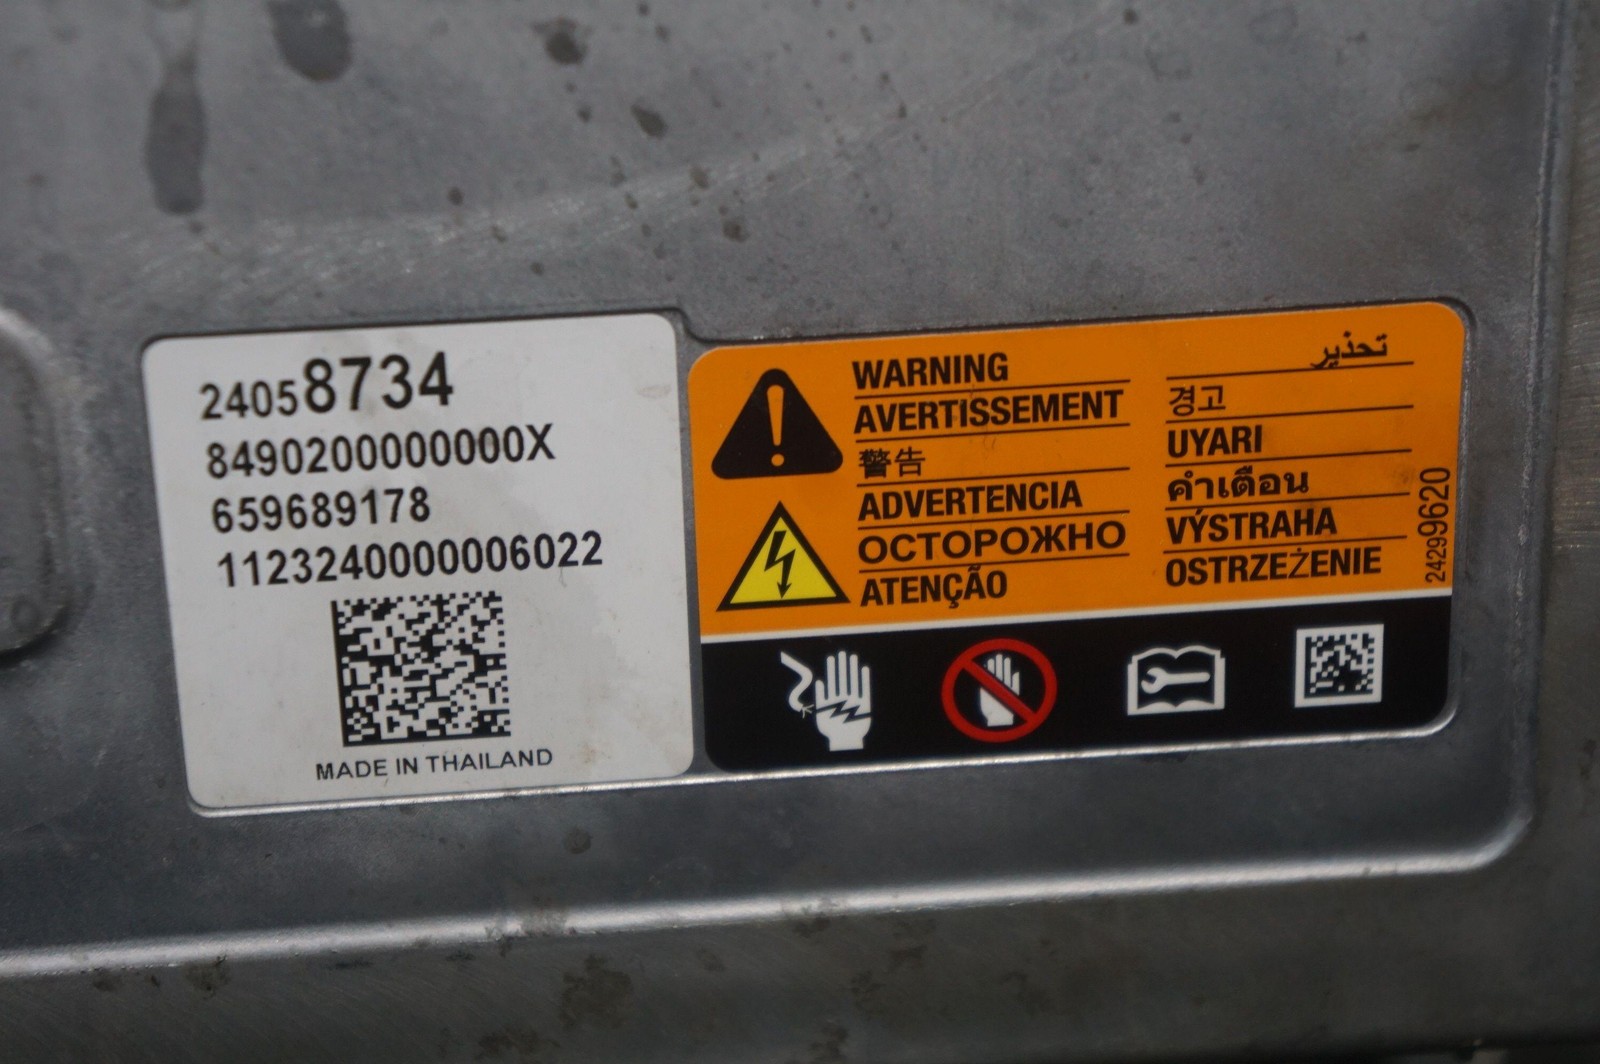 24058734
8490200000000X
659689178
1123240000006022
MADE IN THAILAND
WARNING
AVERTISSEMENT
警告
ADVERTENCIA
ОСТОРОЖНО
ATENÇÃO
تحذير
경고
UYARI
คำเตือน
VÝSTRAHA
OSTRZEŻENIE
24299620